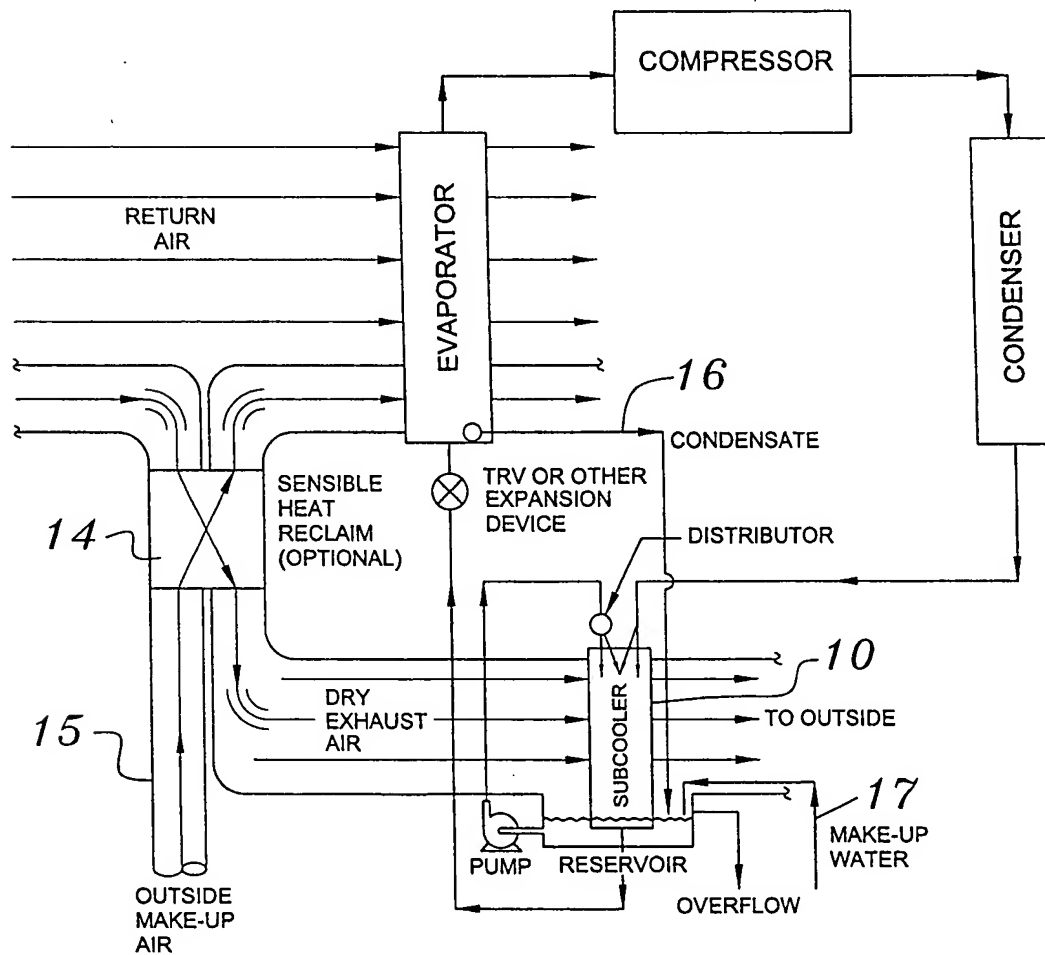 COMPRESSOR
EVAPORATOR
CONDENSER
RETURN
AIR
16
CONDENSATE
TRV OR OTHER
EXPANSION
DEVICE
SENSIBLE
HEAT
RECLAIM
(OPTIONAL)
14
DISTRIBUTOR
10
SUBCOOLER
DRY
EXHAUST
AIR
TO OUTSIDE
15
17
MAKE-UP
WATER
PUMP
RESERVOIR
OVERFLOW
OUTSIDE
MAKE-UP
AIR